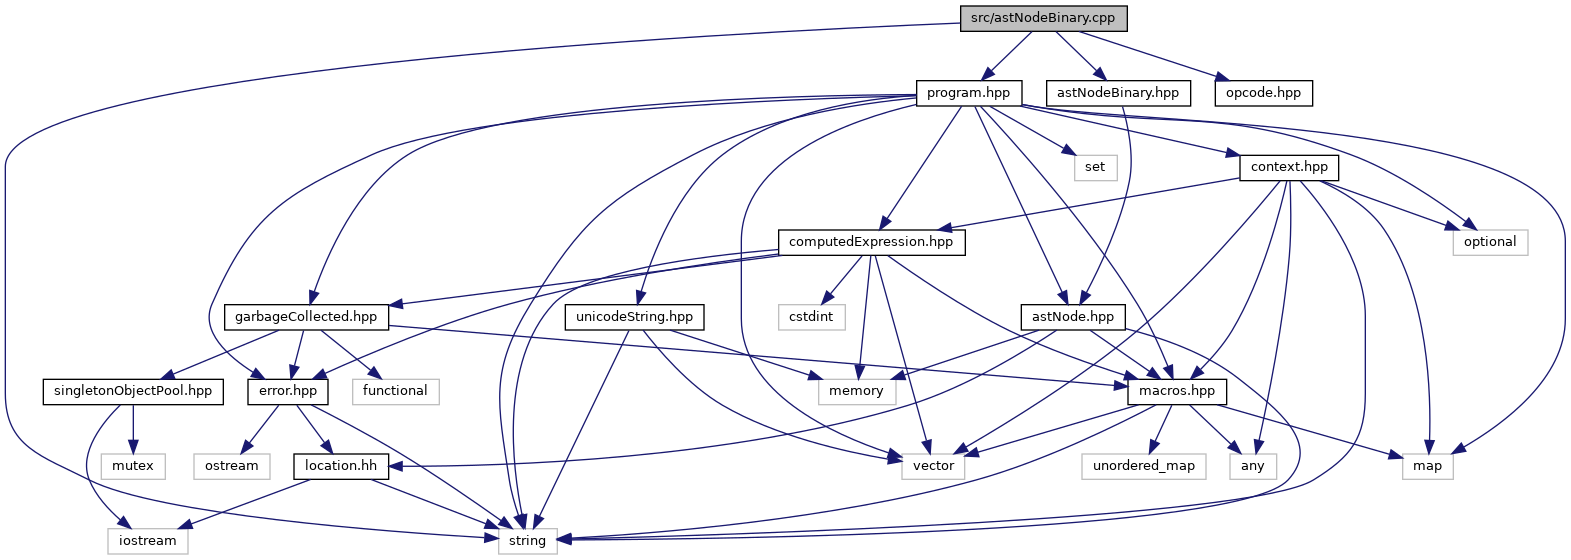 src/astNodeBinary.cpp
program.hpp
astNodeBinary.hpp
opcode.hpp
set
context.hpp
computedExpression.hpp
optional
garbageCollected.hpp
unicodeString.hpp
cstdint
astNode.hpp
singletonObjectPool.hpp
error.hpp
functional
memory
macros.hpp
mutex
ostream
location.hh
vector
unordered_map
any
map
iostream
string